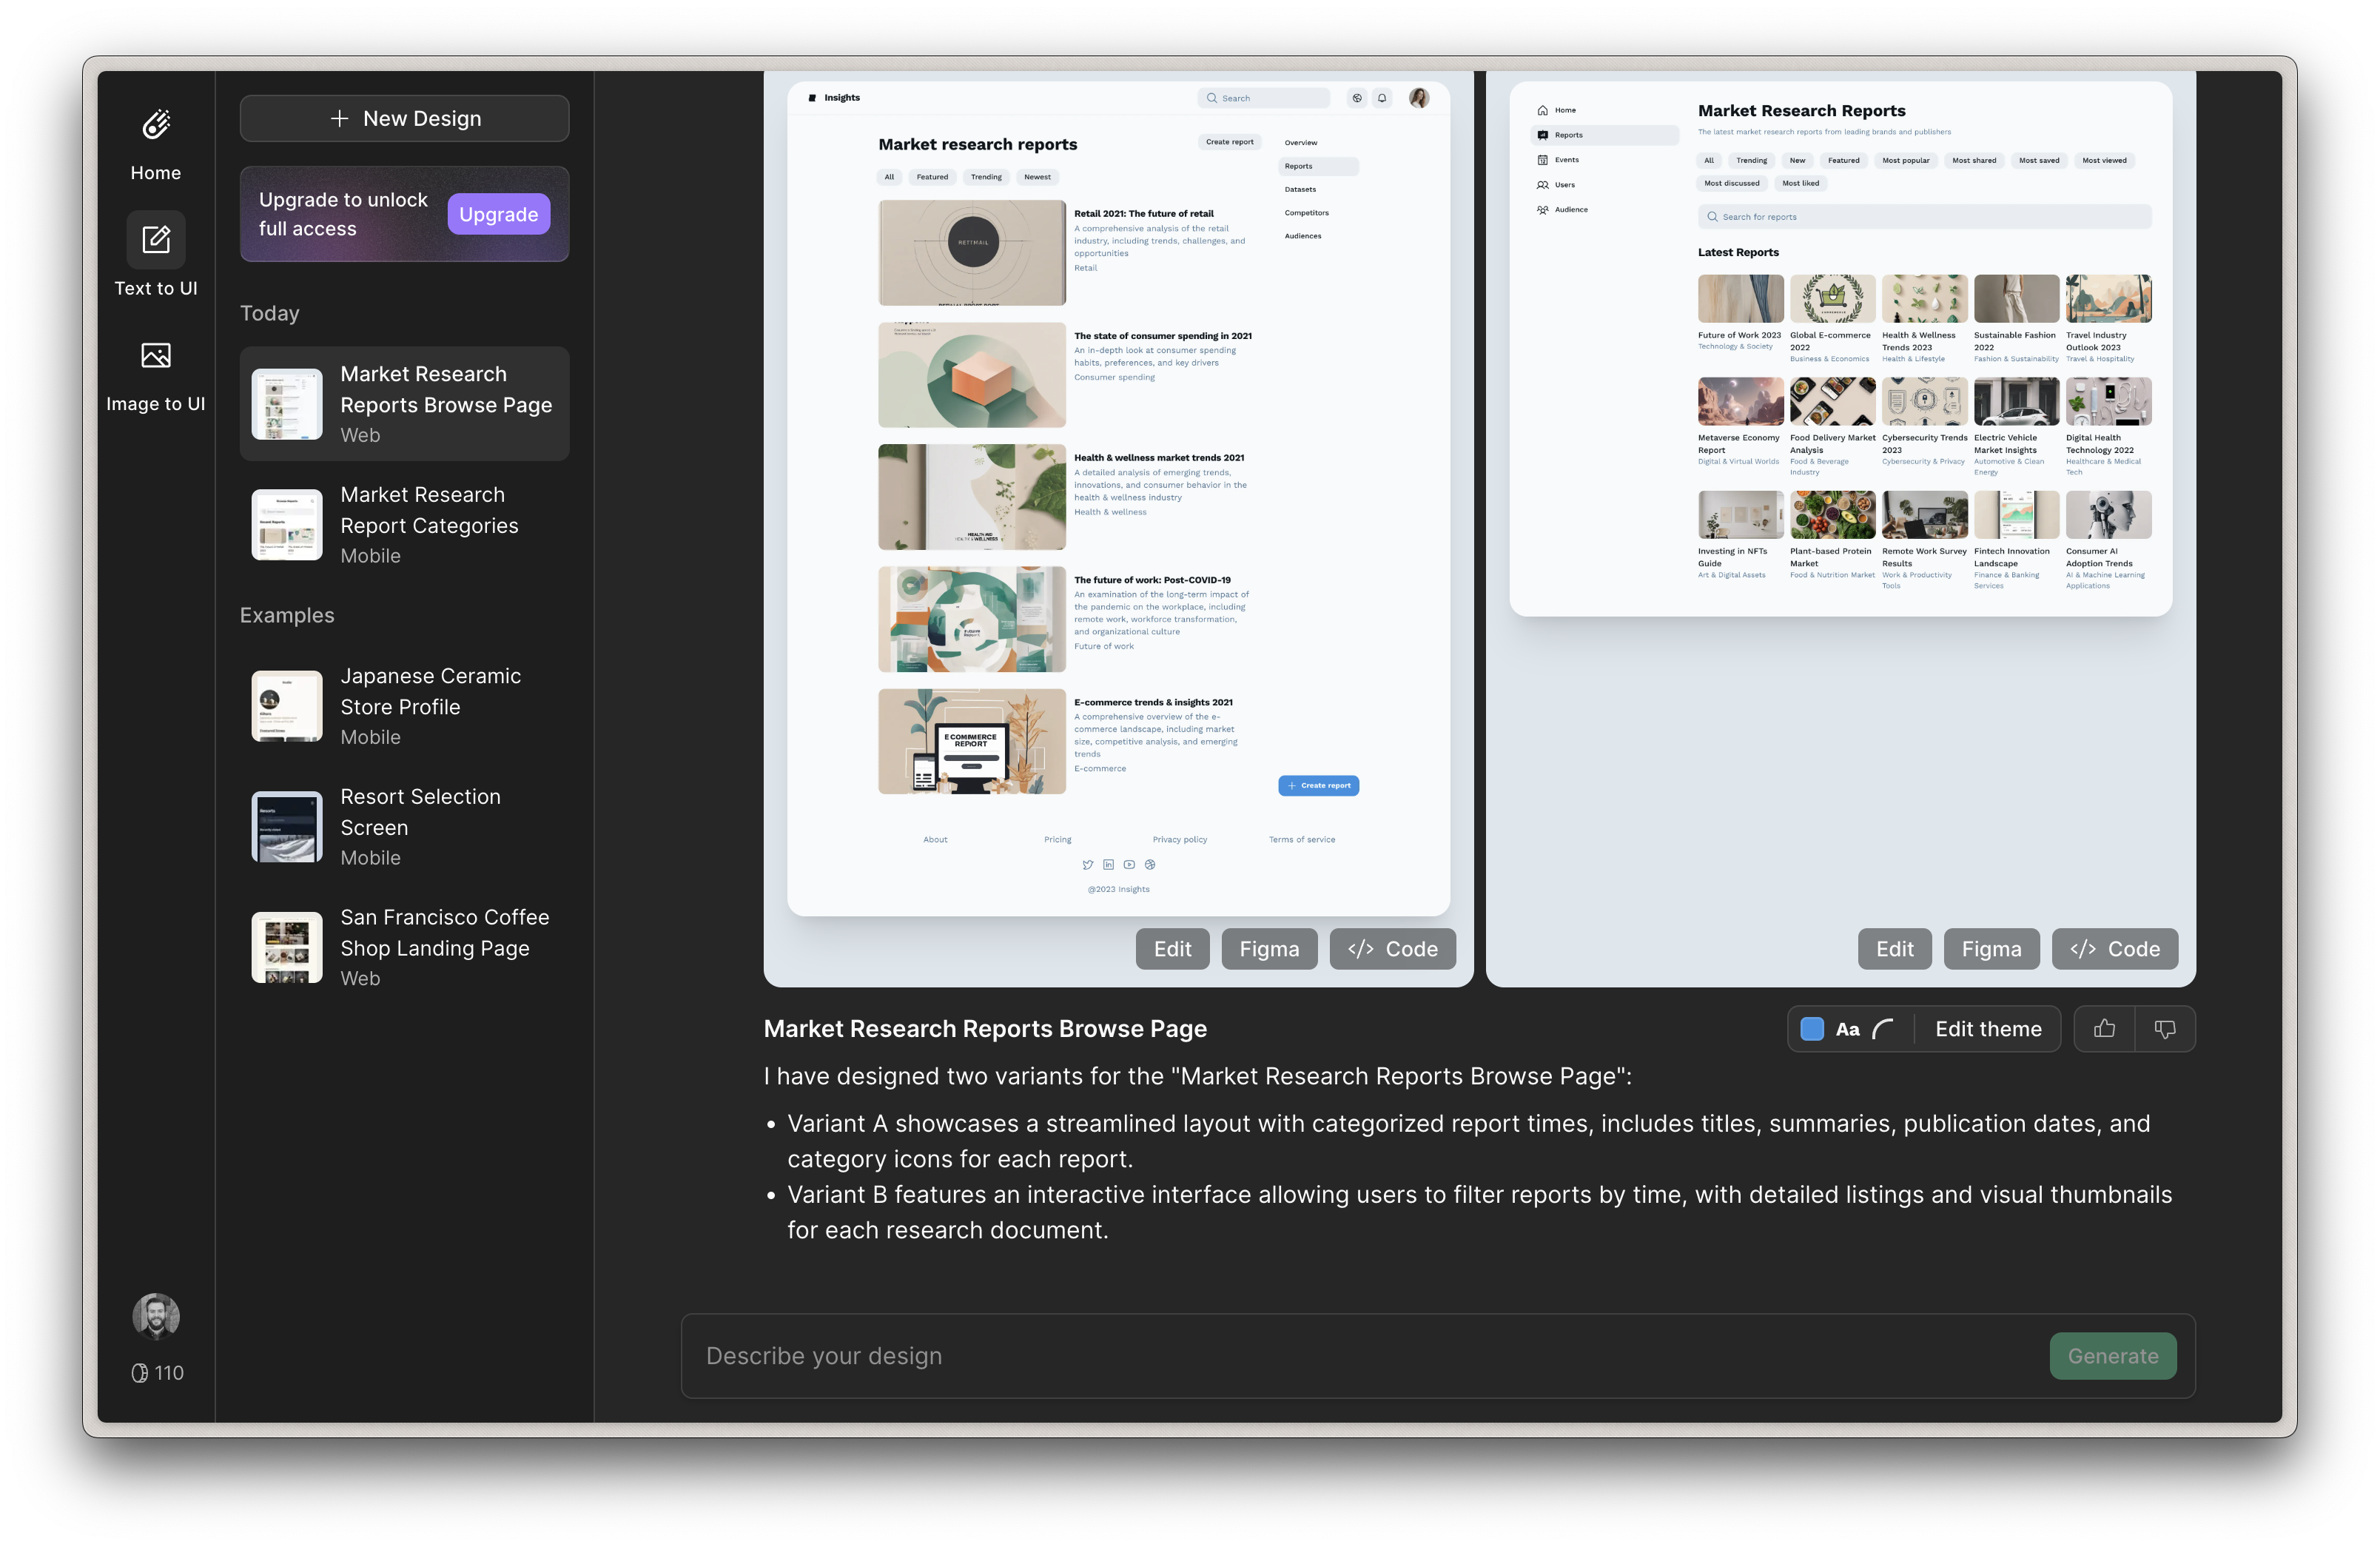 Home
Text to UI
Image to UI
110
New Design
Upgrade to unlock
full access
Upgrade
Today
Market Research
Reports Browse Page
Web
Market Research
Report Categories
Mobile
Examples
Japanese Ceramic
Store Profile
Mobile
Resort Selection
Screen
Mobile
San Francisco Coffee
Shop Landing Page
Web
Insights
Search
Market research reports
Create report
All Featured Trending Newest
Overview
Reports
Datasets
Competitors
Audiences
RETTMAIL
Retail 2021: The future of retail
A comprehensive analysis of the retail
industry, including trends, challenges, and
opportunities
Retail
The state of consumer spending in 2021
An in-depth look at consumer spending
habits, preferences, and key drivers
Consumer spending
Health & wellness market trends 2021
A detailed analysis of emerging trends,
innovations, and consumer behavior in the
health & wellness industry
Health & wellness
The future of work: Post-COVID-19
An examination of the long-term impact of
the pandemic on the workplace, including
remote work, workforce transformation,
and organizational culture
Future of work
E-commerce trends & insights 2021
A comprehensive overview of the e-
commerce landscape, including market
size, competitive analysis, and emerging
trends
E-commerce
Create report
About Pricing Privacy policy Terms of service
@2023 Insights
Edit Figma </> Code
Home
Reports
Events
Users
Audience
Market Research Reports
The latest market research reports from leading brands and publishers
All Trending New Featured Most popular Most shared Most saved Most viewed
Most discussed Most liked
Search for reports
Latest Reports
Future of Work 2023
Technology & Society
Global E-commerce
2022
Business & Economics
Health & Wellness
Trends 2023
Health & Lifestyle
Sustainable Fashion
2022
Fashion & Sustainability
Travel Industry
Outlook 2023
Travel & Hospitality
Metaverse Economy
Report
Digital & Virtual Worlds
Food Delivery Market
Analysis
Food & Beverage
Industry
Cybersecurity Trends
2023
Cybersecurity & Privacy
Electric Vehicle
Market Insights
Automotive & Clean
Energy
Digital Health
Technology 2022
Healthcare & Medical
Tech
Investing in NFTs
Guide
Art & Digital Assets
Plant-based Protein
Market
Food & Nutrition Market
Remote Work Survey
Results
Work & Productivity
Tools
Fintech Innovation
Landscape
Finance & Banking
Services
Consumer AI
Adoption Trends
AI & Machine Learning
Applications
Edit Figma </> Code
Market Research Reports Browse Page
Aa Edit theme
I have designed two variants for the "Market Research Reports Browse Page":
• Variant A showcases a streamlined layout with categorized report times, includes titles, summaries, publication dates, and
category icons for each report.
• Variant B features an interactive interface allowing users to filter reports by time, with detailed listings and visual thumbnails
for each research document.
Describe your design
Generate